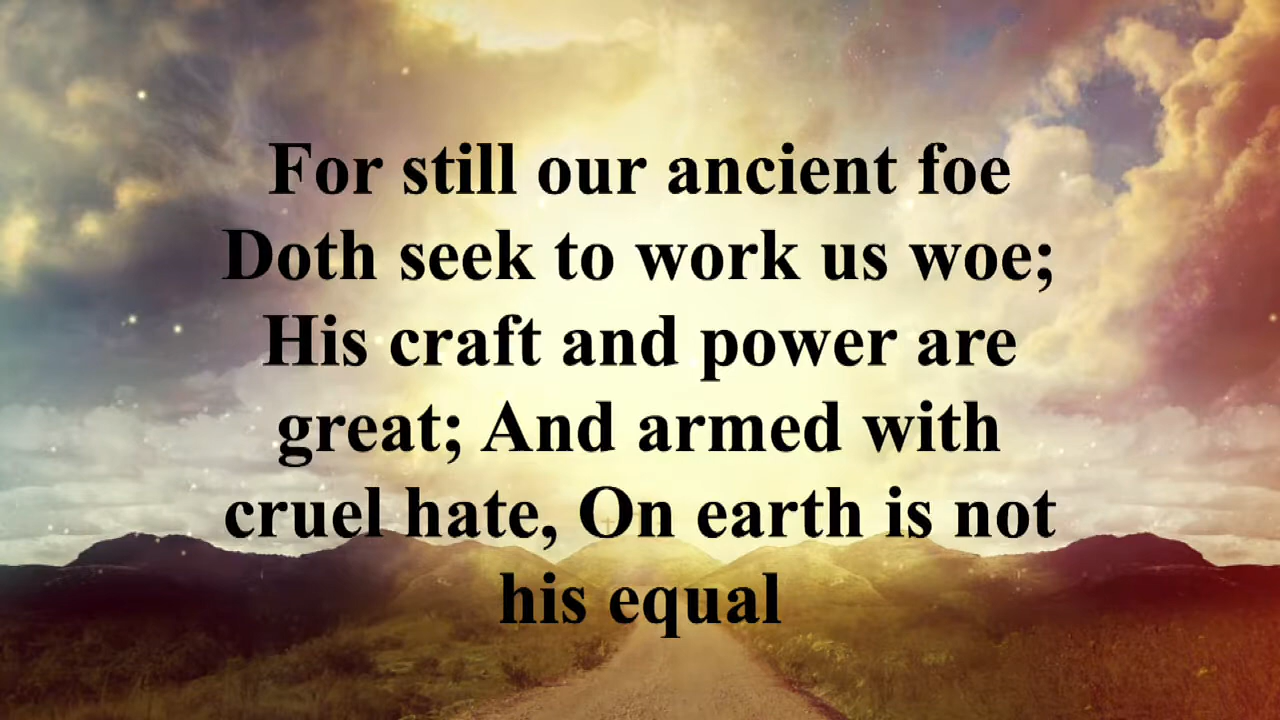 For still our ancient foe
Doth seek to work us woe;
His craft and power are
great; And armed with
cruel hate, On earth is not
his equal